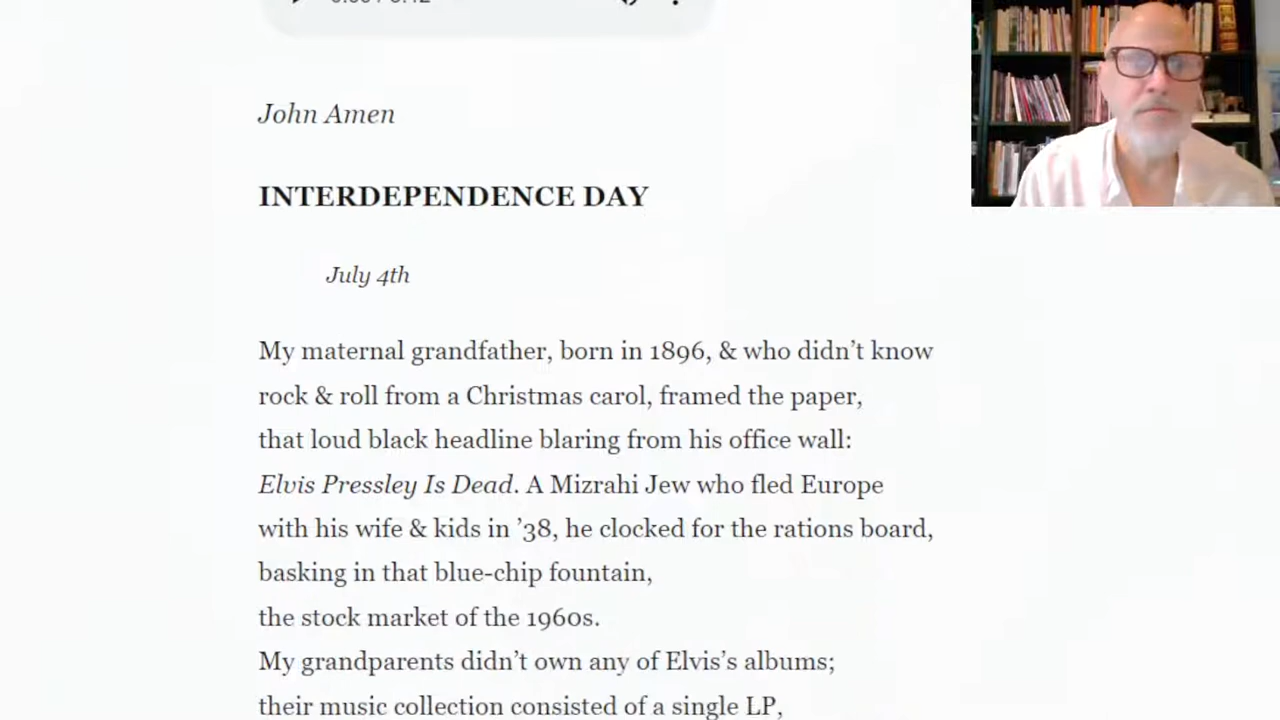 John Amen
INTERDEPENDENCE DAY
July 4th
My maternal grandfather, born in 1896, & who didn’t know
rock & roll from a Christmas carol, framed the paper,
that loud black headline blaring from his office wall:
Elvis Pressley Is Dead. A Mizrahi Jew who fled Europe
with his wife & kids in ’38, he clocked for the rations board,
basking in that blue-chip fountain,
the stock market of the 1960s.
My grandparents didn’t own any of Elvis’s albums;
their music collection consisted of a single LP,